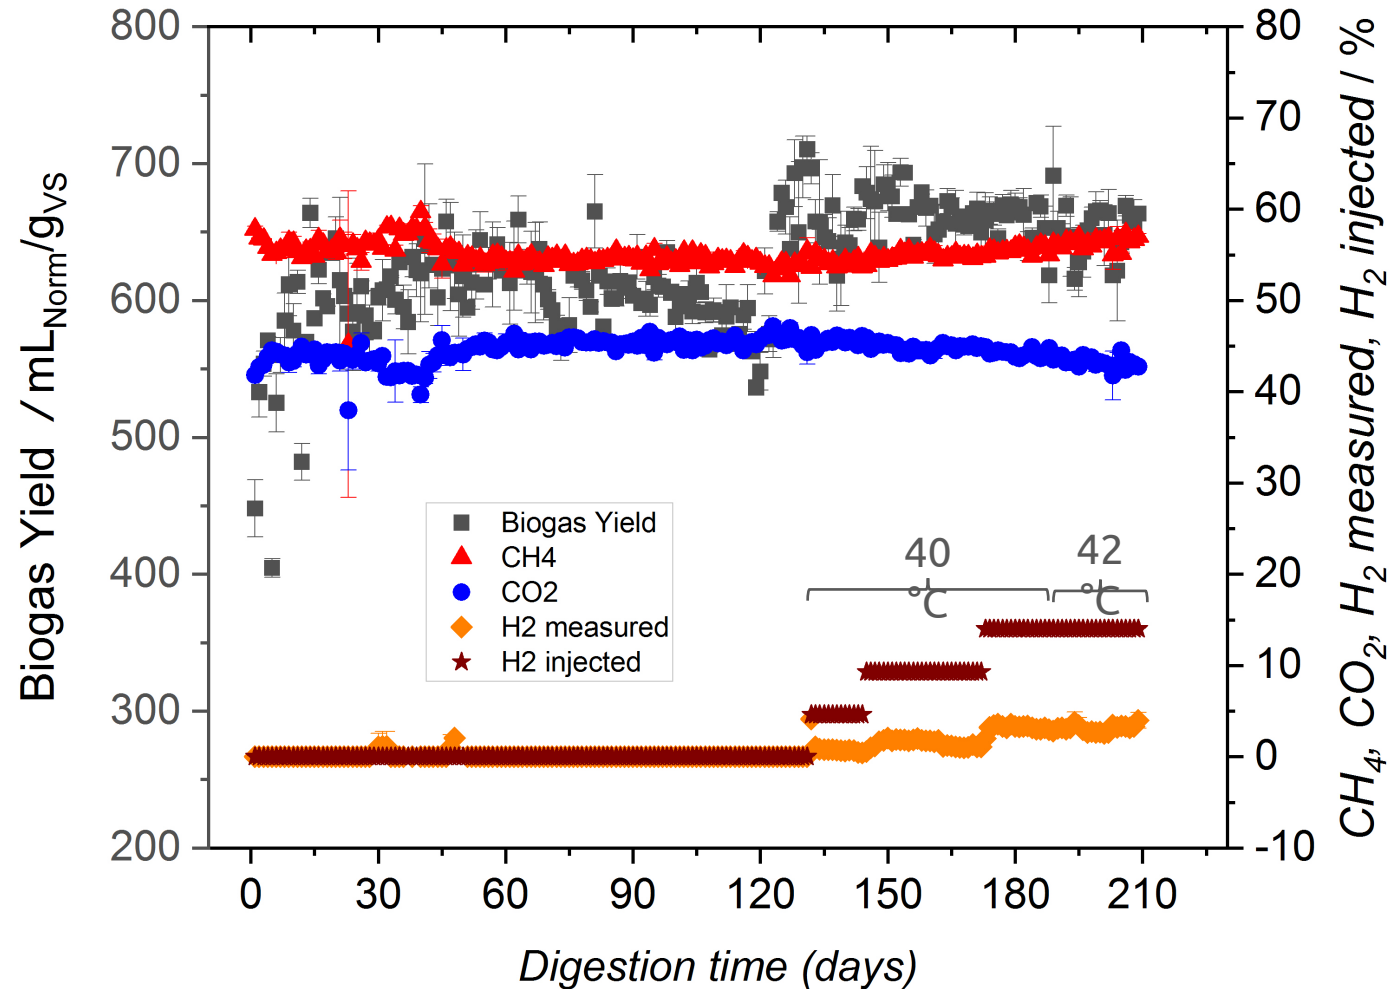 Biogas Yield / mL_Norm/g_VS
800
700
600
500
400
300
200
80
70
60
50
40
30
20
10
0
-10
CH4, CO2, H2 measured, H2 injected / %
Biogas Yield
CH4
CO2
H2 measured
H2 injected
40
°C
42
°C
0 30 60 90 120 150 180 210
Digestion time (days)